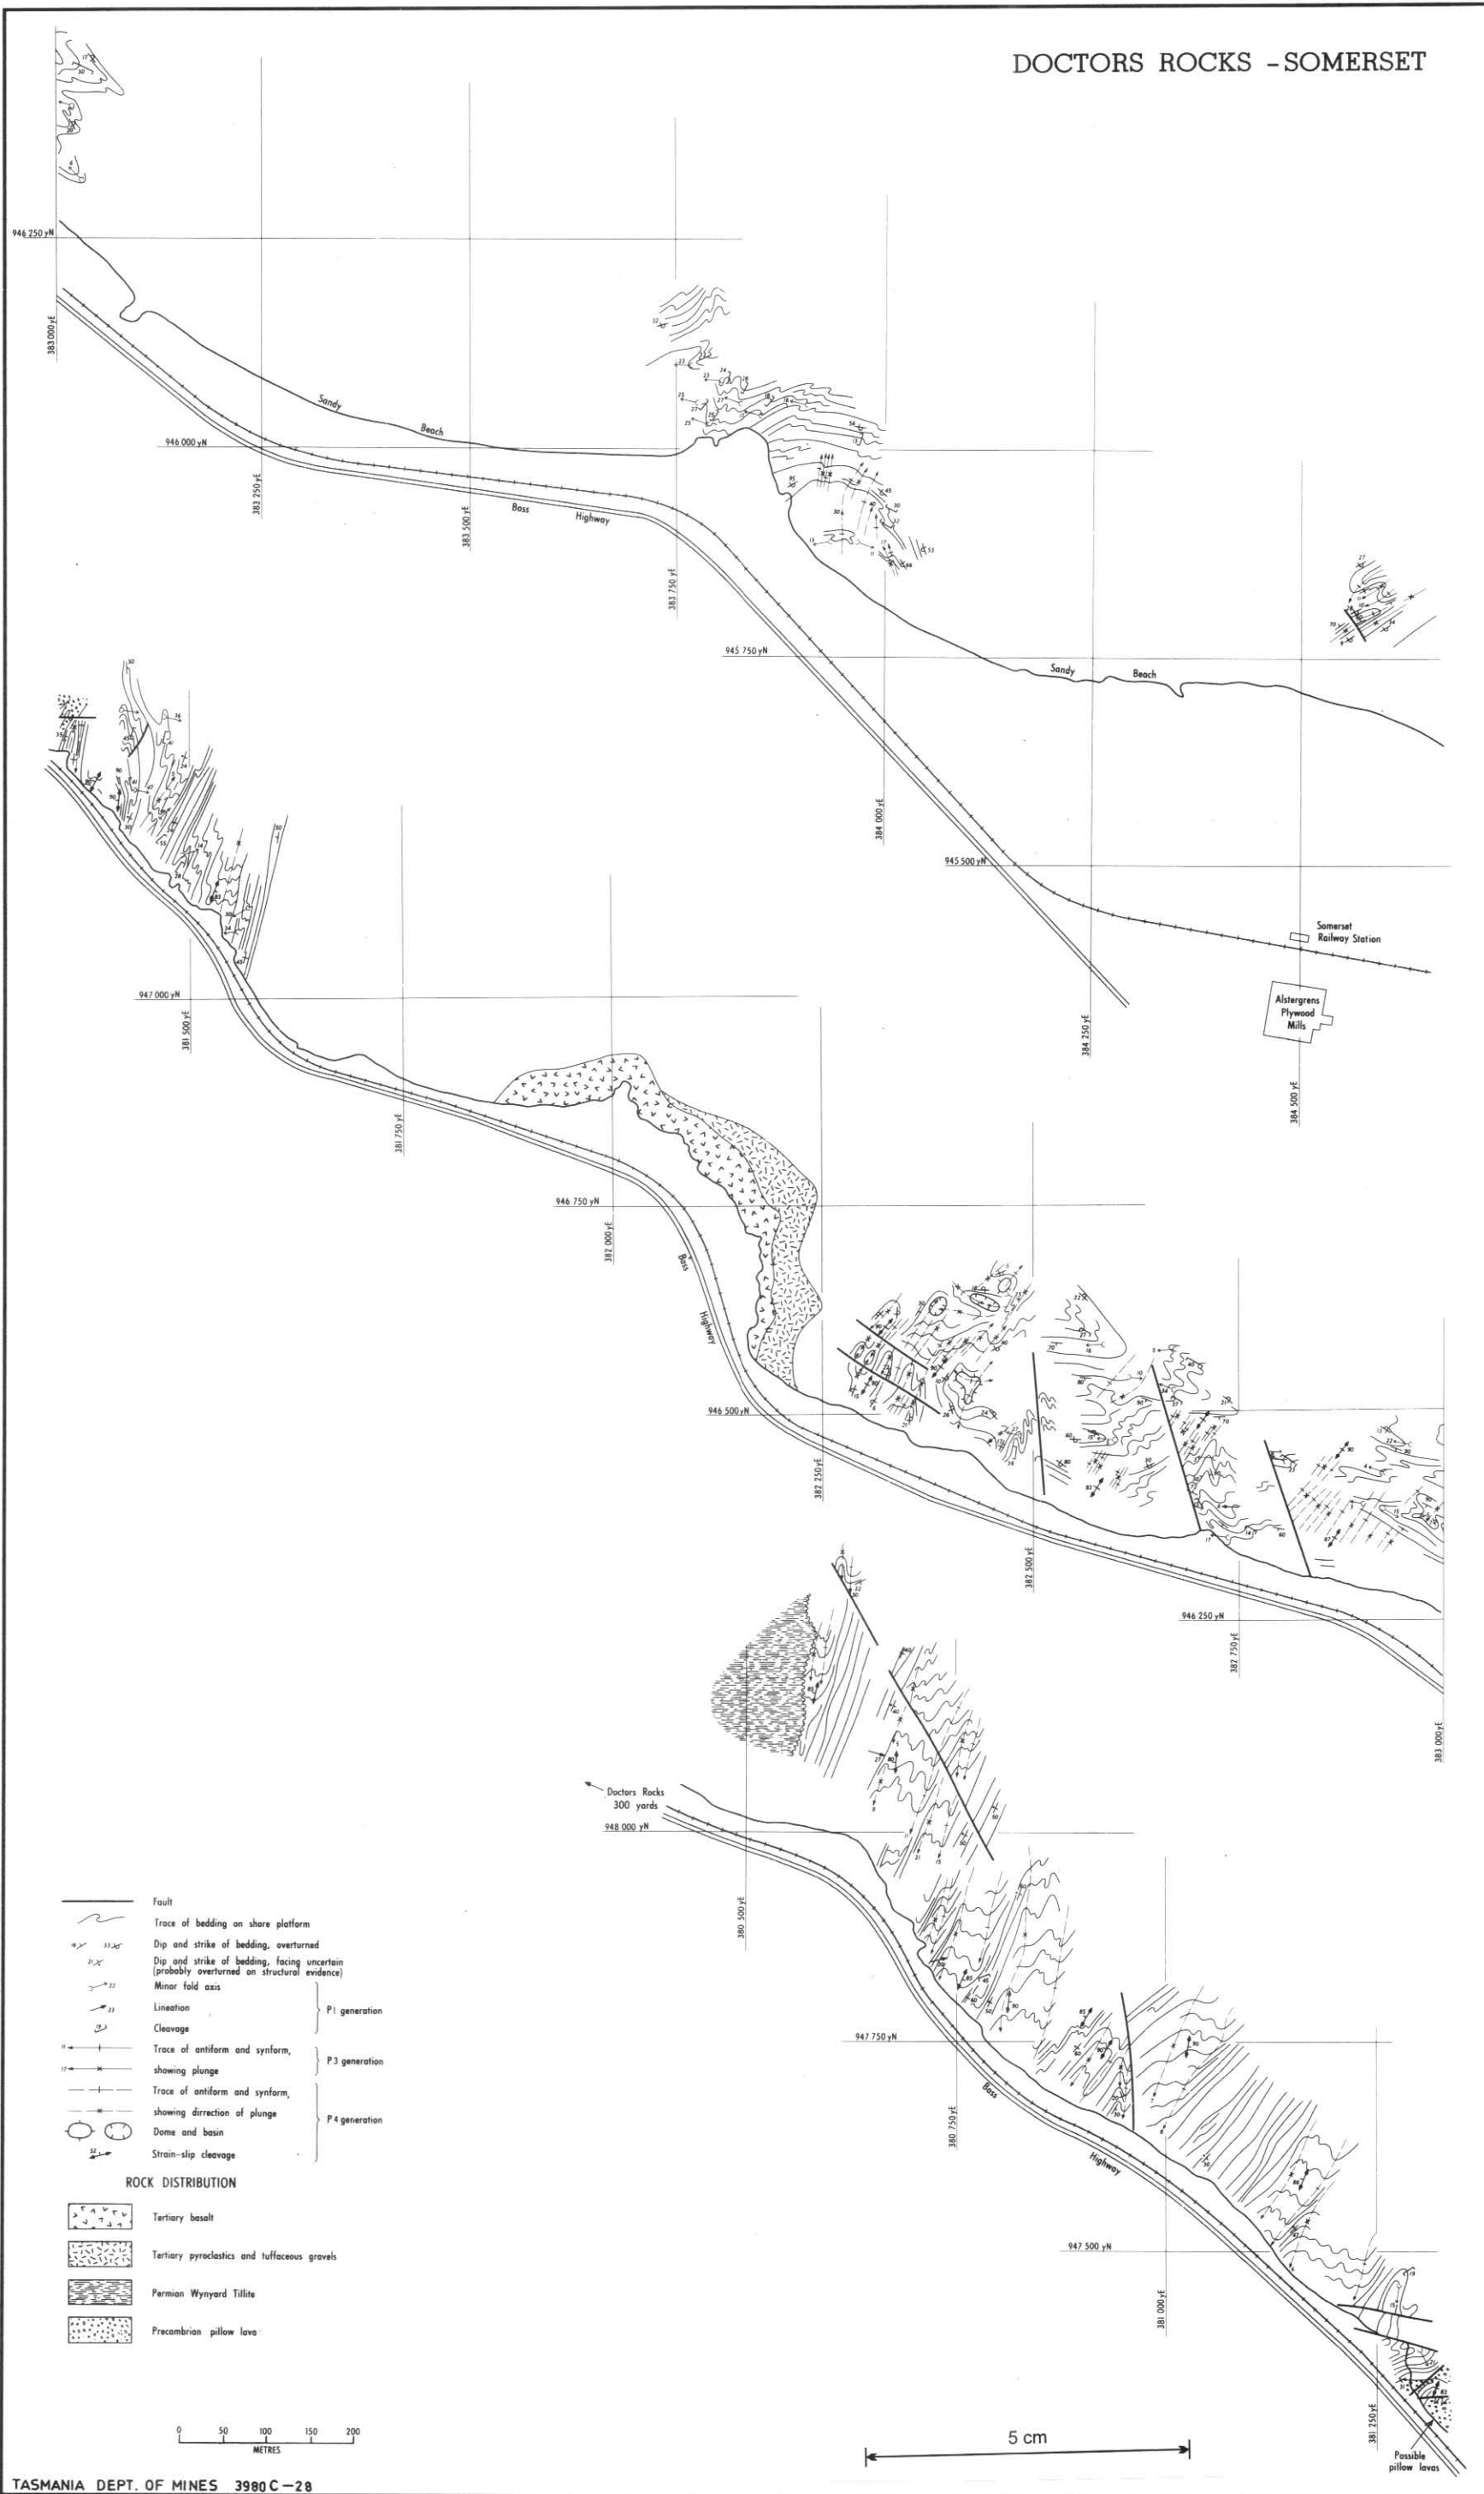 DOCTORS ROCKS – SOMERSET
946 250 yN
383 000 yE
Sandy
Beach
946 000 yN
383 250 yE
Bass
Highway
383 500 yE
383 750 yE
945 750 yN
Sandy Beach
384 000 yE
945 500 yN
Somerset
Railway Station
Alstergrens
Plywood
Mills
384 250 yE
384 500 yE
947 000 yN
381 500 yE
381 750 yE
946 750 yN
382 000 yE
Bass
Highway
946 500 yN
382 250 yE
382 500 yE
946 250 yN
382 750 yE
383 000 yE
Doctors Rocks
300 yards
948 000 yN
380 500 yE
947 750 yN
380 750 yE
Bass
Highway
947 500 yN
381 000 yE
381 250 yE
Possible
pillow lavas
Fault
Trace of bedding on shore platform
Dip and strike of bedding, overturned
Dip and strike of bedding, facing uncertain
(probably overturned on structural evidence)
Minor fold axis
Lineation
P1 generation
Cleavage
Trace of antiform and synform,
P3 generation
showing plunge
Trace of antiform and synform,
showing dirrection of plunge
P4 generation
Dome and basin
Strain-slip cleavage
ROCK DISTRIBUTION
Tertiary basalt
Tertiary pyroclastics and tuffaceous gravels
Permian Wynyard Tillite
Precambrian pillow lava
0 50 100 150 200
METRES
5 cm
TASMANIA DEPT. OF MINES 3980C–28